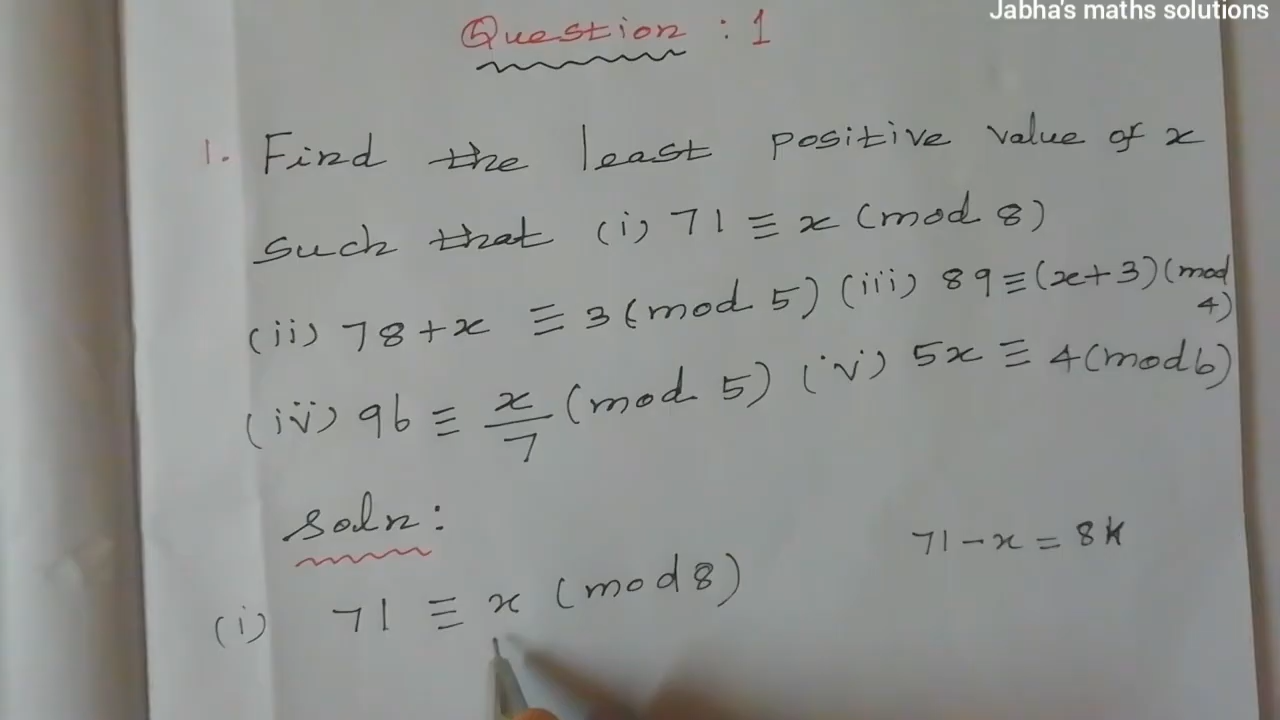 Jabha's maths solutions
Question : 1
1. Find the least positive value of x
such that (i) 71 ≡ x (mod 8)
(ii) 78 + x ≡ 3 (mod 5) (iii) 89 ≡ (x+3) (mod 4)
(iv) 96 ≡ x/7 (mod 5) (v) 5x ≡ 4 (mod 6)
Soln:
71 - x = 8k
(i) 71 ≡ x (mod 8)